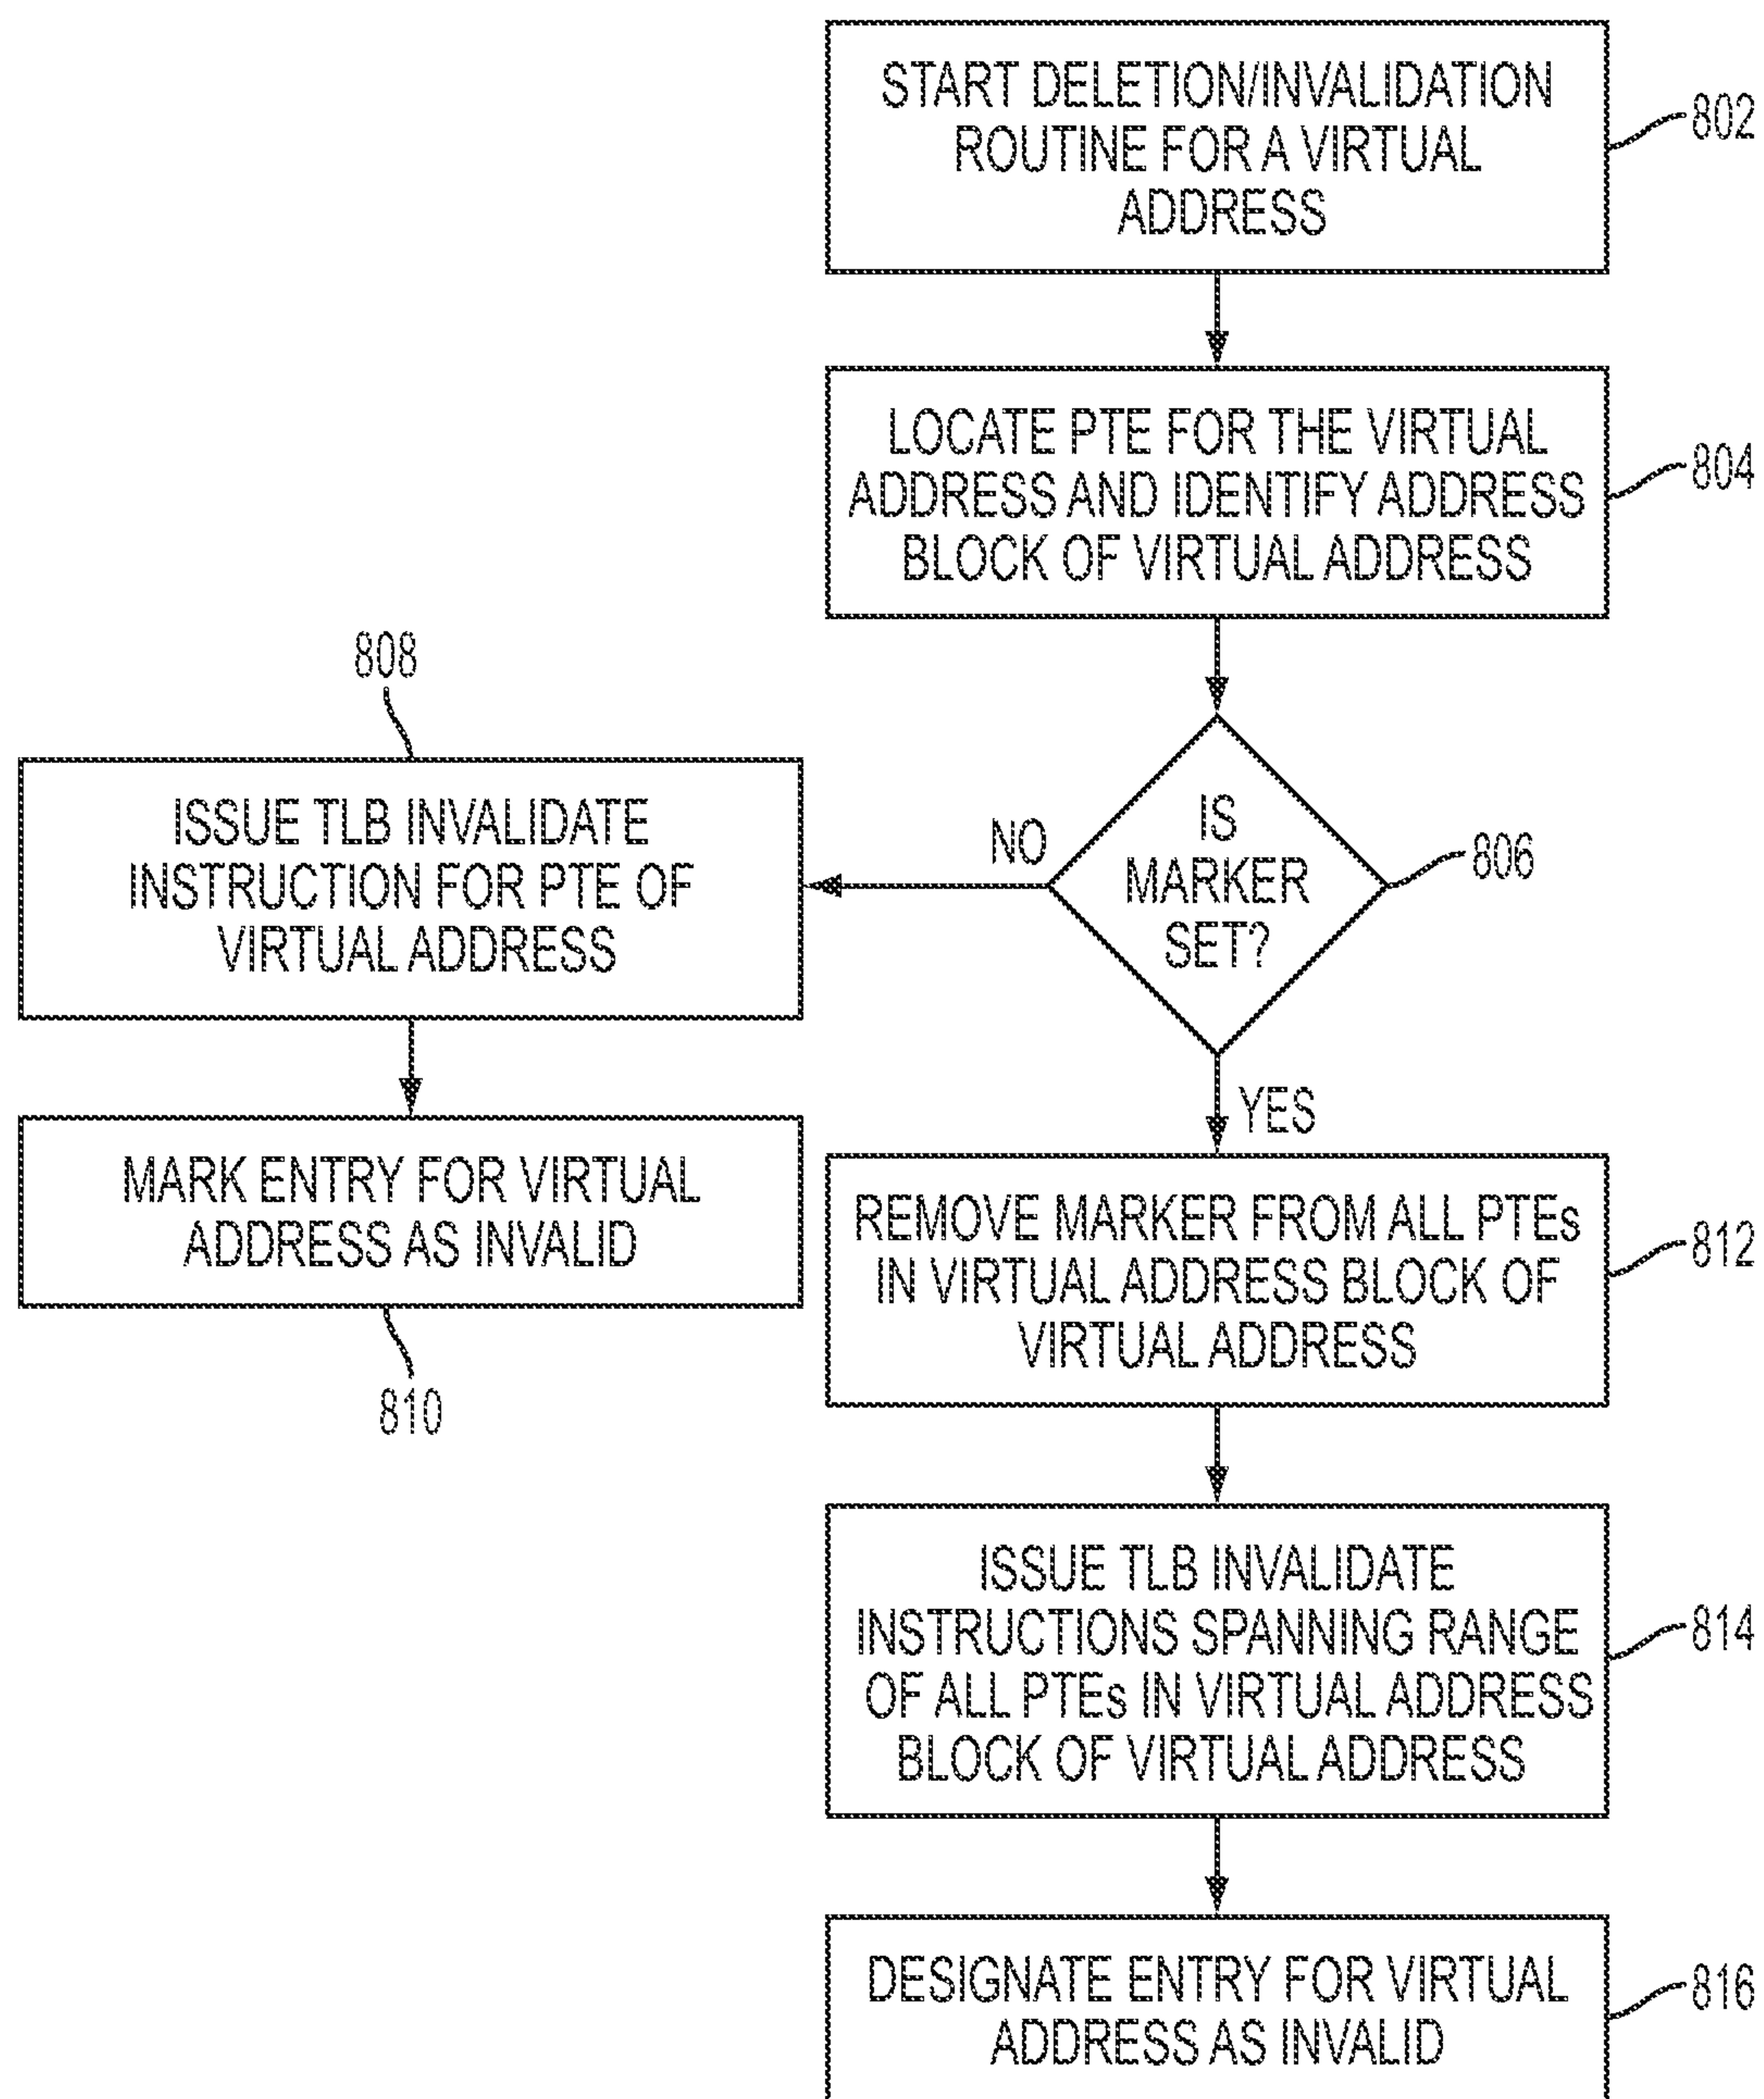 START DELETION/INVALIDATION
ROUTINE FOR A VIRTUAL
ADDRESS
802
LOCATE PTE FOR THE VIRTUAL
ADDRESS AND IDENTIFY ADDRESS
BLOCK OF VIRTUAL ADDRESS
804
IS
MARKER
SET?
806
NO
808
ISSUE TLB INVALIDATE
INSTRUCTION FOR PTE OF
VIRTUAL ADDRESS
MARK ENTRY FOR VIRTUAL
ADDRESS AS INVALID
810
YES
REMOVE MARKER FROM ALL PTEs
IN VIRTUAL ADDRESS BLOCK OF
VIRTUAL ADDRESS
812
ISSUE TLB INVALIDATE
INSTRUCTIONS SPANNING RANGE
OF ALL PTEs IN VIRTUAL ADDRESS
BLOCK OF VIRTUAL ADDRESS
814
DESIGNATE ENTRY FOR VIRTUAL
ADDRESS AS INVALID
816